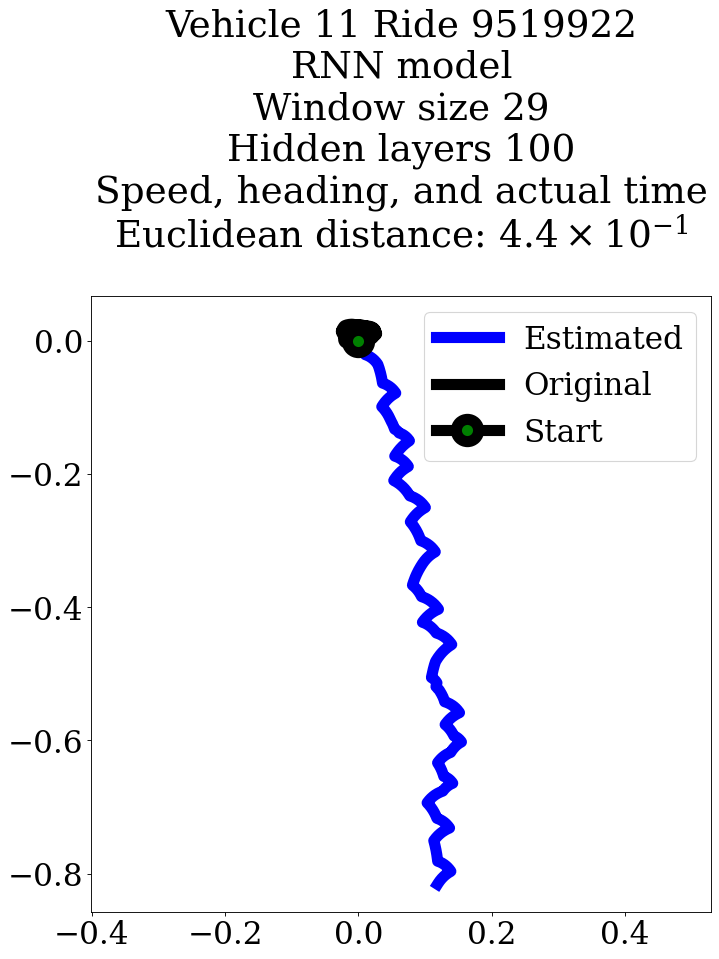 Vehicle 11 Ride 9519922
RNN model
Window size 29
Hidden layers 100
Speed, heading, and actual time
Euclidean distance: 4.4 × 10⁻¹
Estimated
Original
Start
0.0
−0.2
−0.4
−0.6
−0.8
−0.4 −0.2 0.0 0.2 0.4